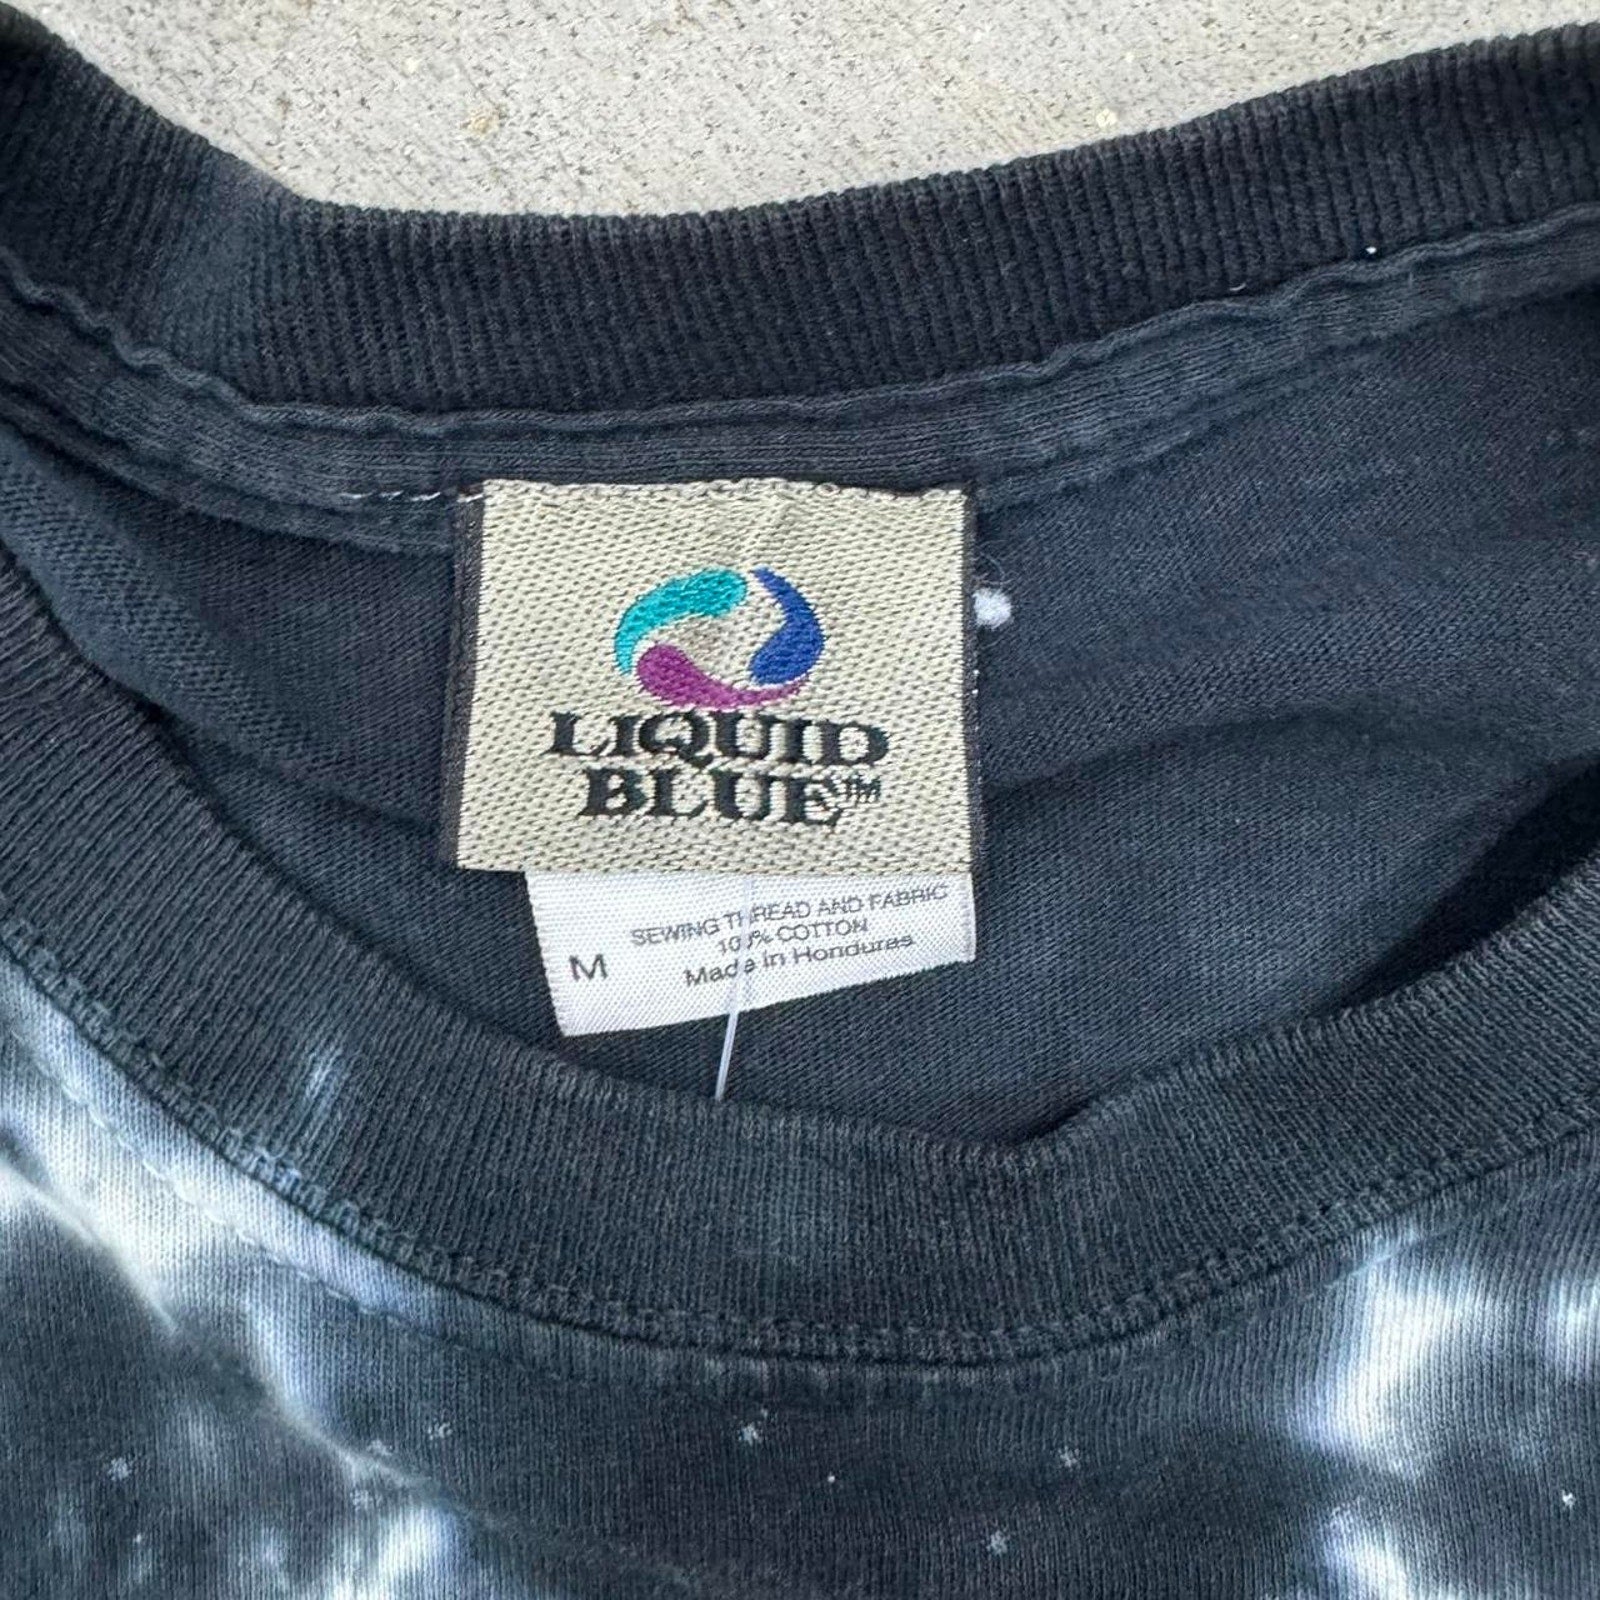 LIQUID
BLUE™
M
SEWING THREAD AND FABRIC
100% COTTON
Made in Honduras